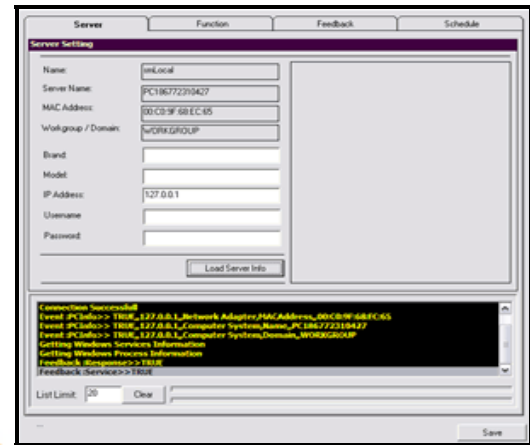 Server Function Feedback Schedule
Server Setting
Name: smLocal
Server Name: PC186772310427
MAC Address: 00:C0:9F:68:EC:65
Workgroup / Domain: WORKGROUP
Brand:
Model:
IP Address: 127.0.0.1
Username
Password:
Load Server Info
Connection Successful!
Event :PCInfo>> TRUE,,127.0.0.1,,Network Adapter,MACAddress,,00:C0:9F:68:EC:65
Event :PCInfo>> TRUE,,127.0.0.1,,Computer System,Name,,PC186772310427
Event :PCInfo>> TRUE,,127.0.0.1,,Computer System,Domain,,WORKGROUP
Getting Windows Services Information
Getting Windows Process Information
Feedback :Response>>TRUE
Feedback :Service>>TRUE
List Limit: 20 Clear
...
Save